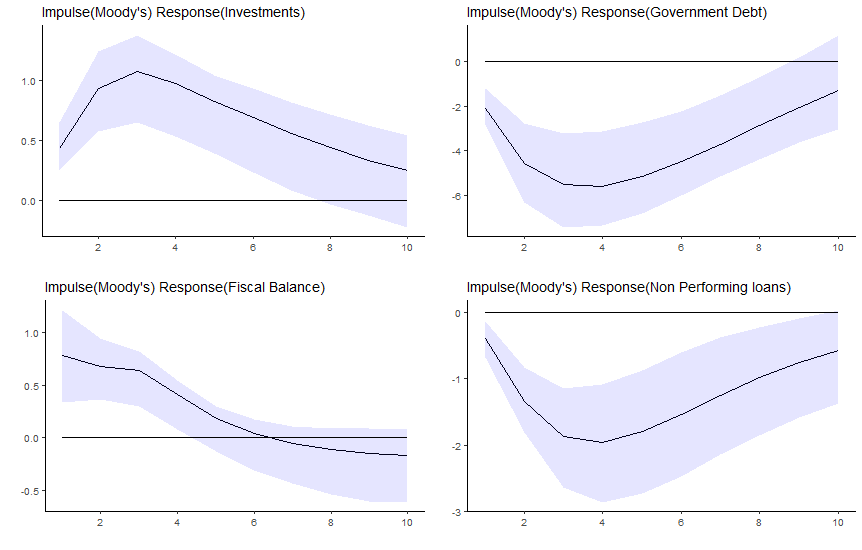 Impulse(Moody's) Response(Investments)
1.0
0.5
0.0
2 4 6 8 10
Impulse(Moody's) Response(Government Debt)
0
-2
-4
-6
2 4 6 8 10
Impulse(Moody's) Response(Fiscal Balance)
1.0
0.5
0.0
-0.5
2 4 6 8 10
Impulse(Moody's) Response(Non Performing loans)
0
-1
-2
-3
2 4 6 8 10